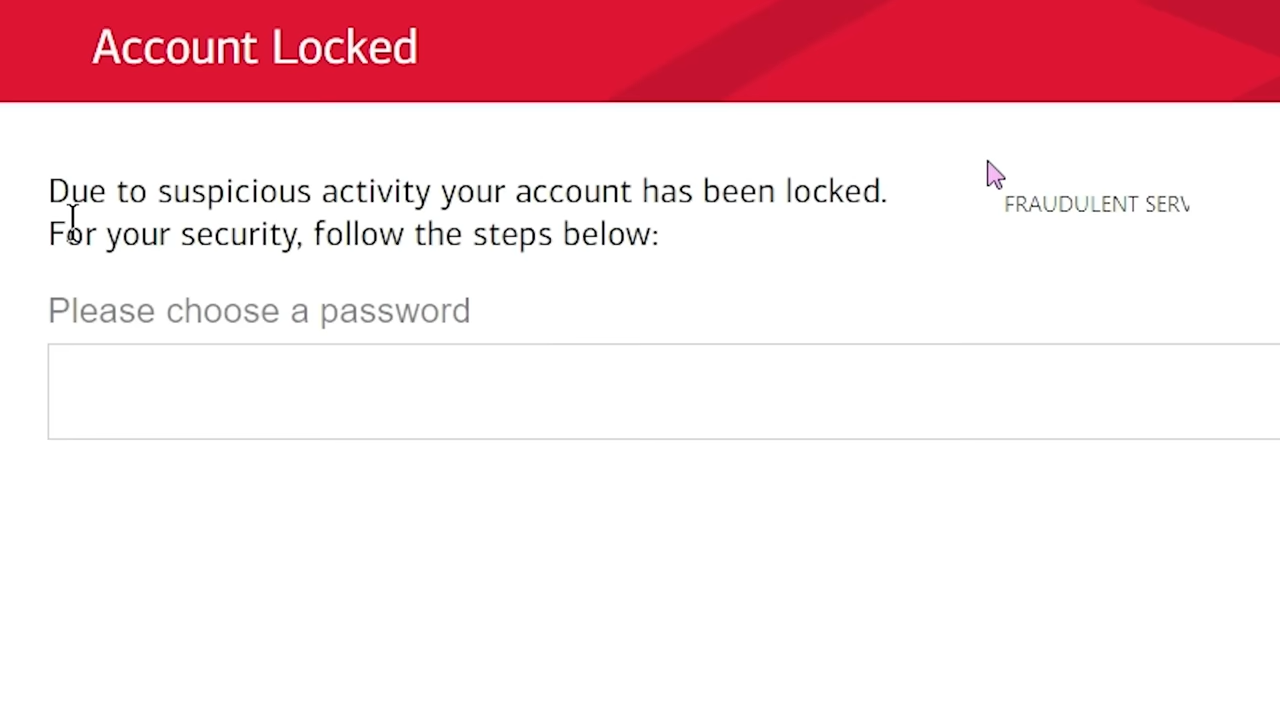 Account Locked
Due to suspicious activity your account has been locked.
For your security, follow the steps below:
FRAUDULENT
Please choose a password